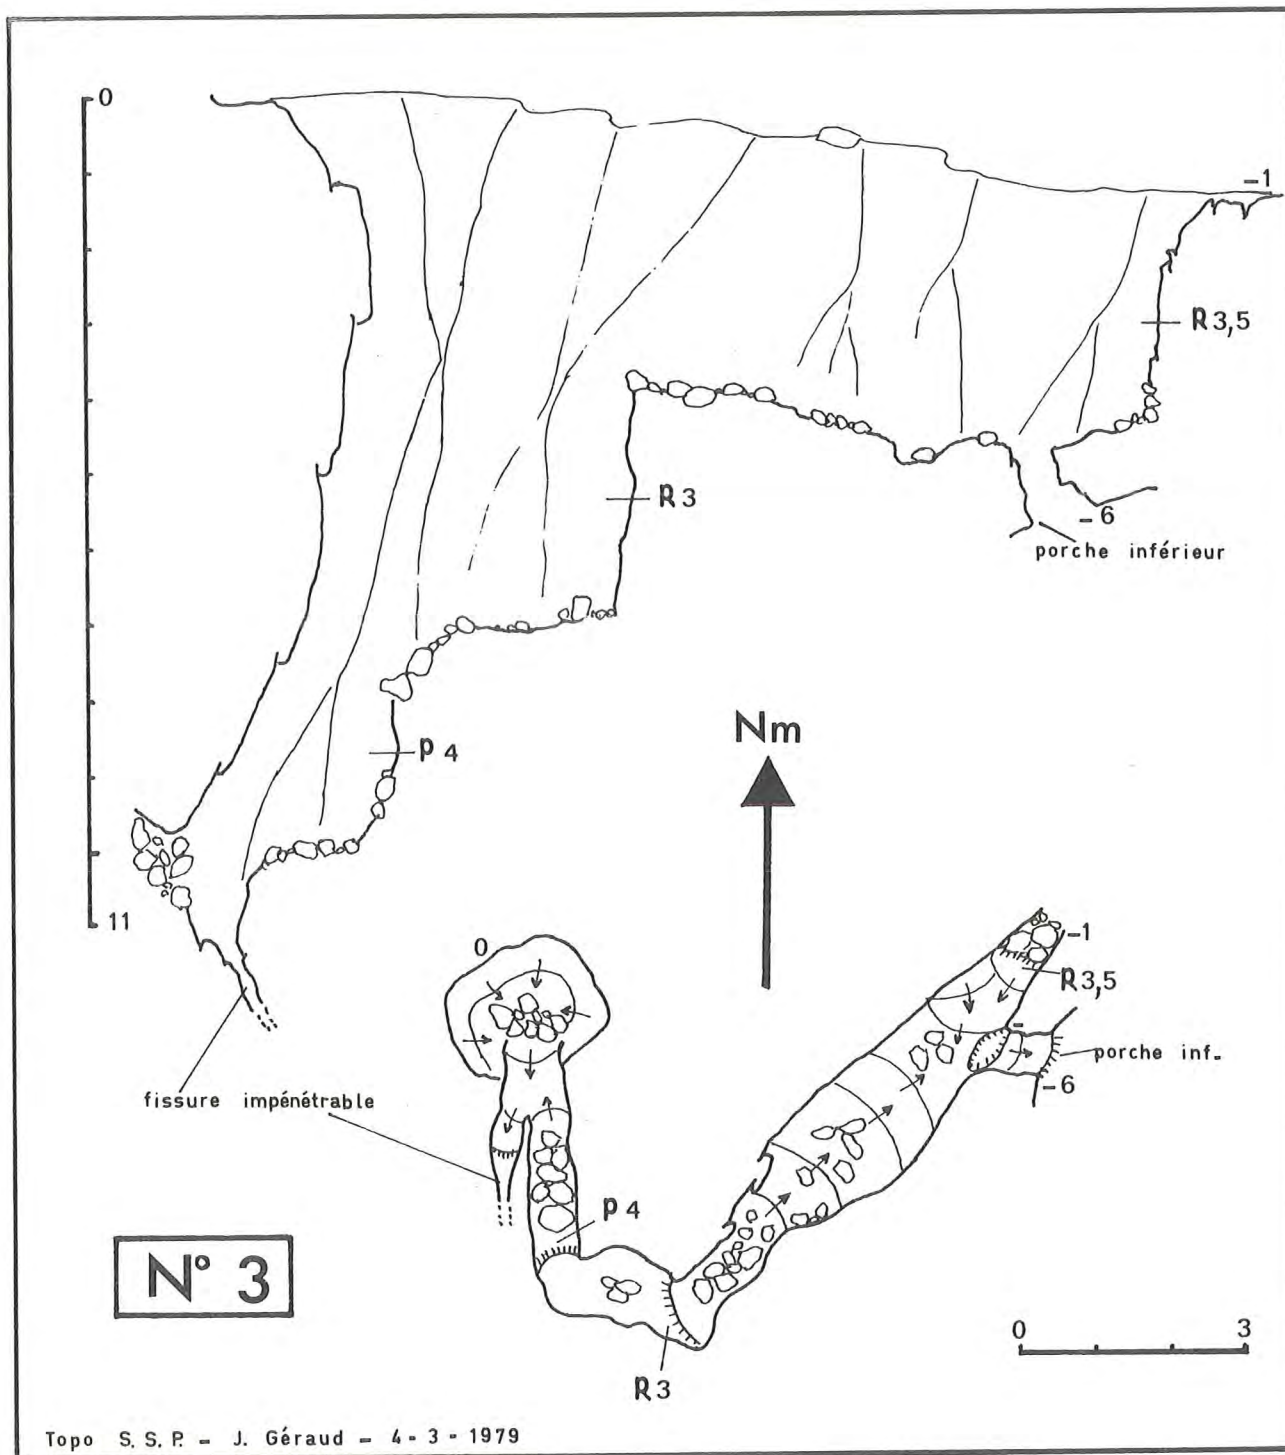 0
-1
R3,5
R3
-6
porche inférieur
Nm
P4
11
0
-1
R3,5
porche inf.
-6
fissure impénétrable
P4
N° 3
0 3
R3
Topo S.S.P. - J. Géraud - 4-3-1979